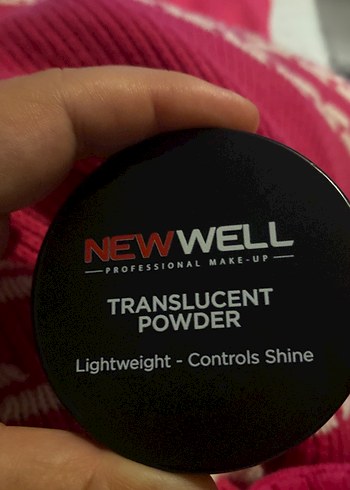 NEWWELL
PROFESSIONAL MAKE-UP
TRANSLUCENT
POWDER
Lightweight - Controls Shine